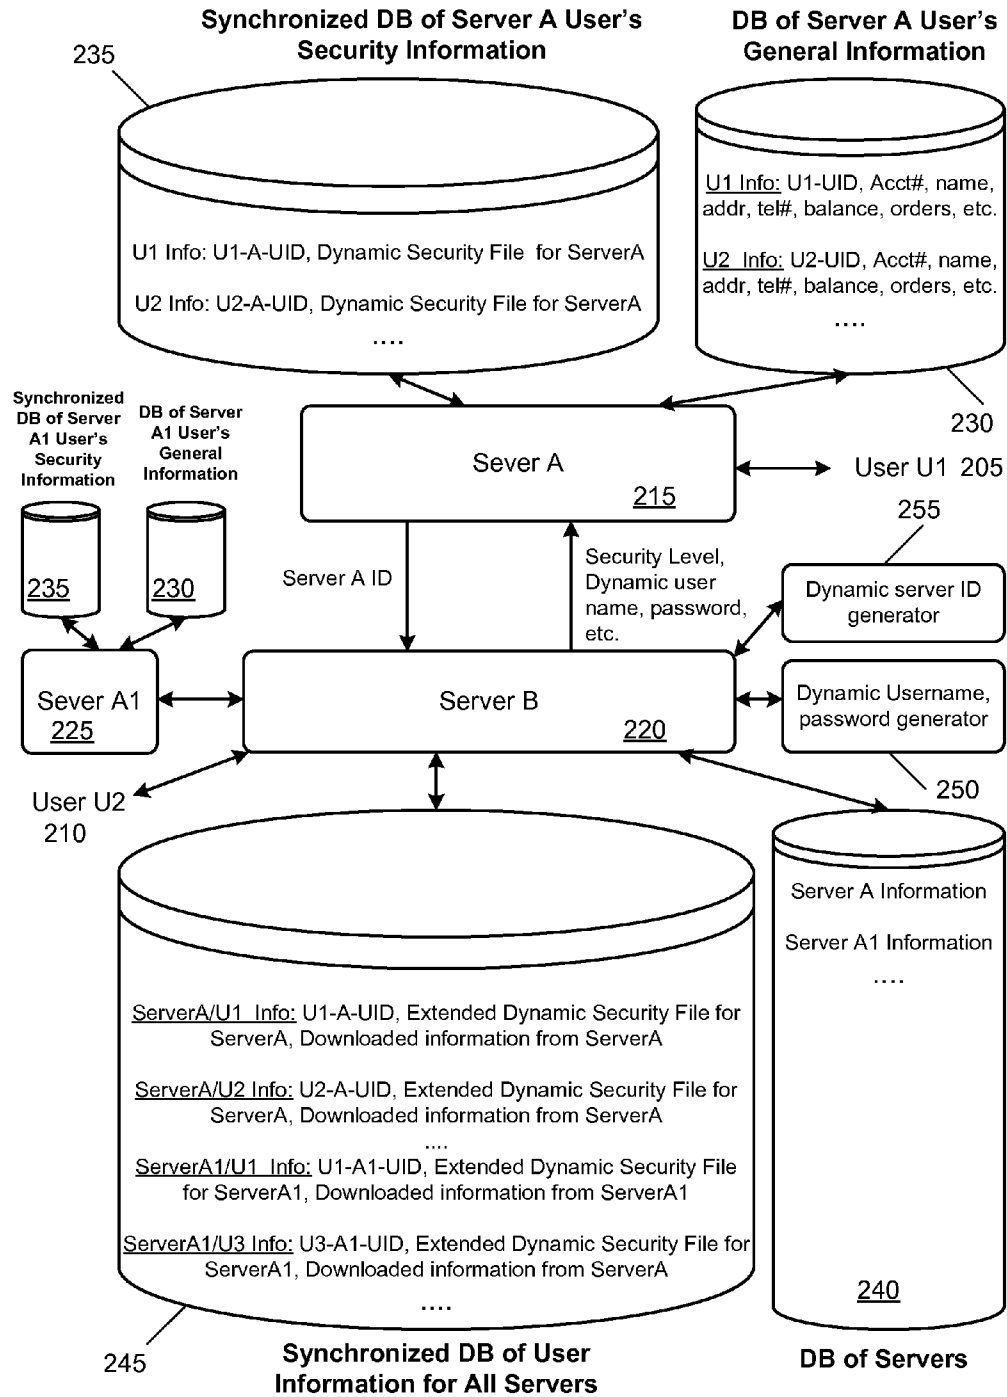 Synchronized DB of Server A User's
Security Information
DB of Server A User's
General Information
235
U1 Info: U1-A-UID, Dynamic Security File for ServerA
U2 Info: U2-A-UID, Dynamic Security File for ServerA
....
U1 Info: U1-UID, Acct#, name,
addr, tel#, balance, orders, etc.
U2 Info: U2-UID, Acct#, name,
addr, tel#, balance, orders, etc.
....
230
Synchronized
DB of Server
A1 User's
Security
Information
DB of Server
A1 User's
General
Information
235
230
Sever A
215
User U1 205
Server A ID
Security Level,
Dynamic user
name, password,
etc.
255
Dynamic server ID
generator
Sever A1
225
Server B
220
Dynamic Username,
password generator
250
User U2
210
ServerA/U1 Info: U1-A-UID, Extended Dynamic Security File for
ServerA, Downloaded information from ServerA
ServerA/U2 Info: U2-A-UID, Extended Dynamic Security File for
ServerA, Downloaded information from ServerA
....
ServerA1/U1 Info: U1-A1-UID, Extended Dynamic Security File
for ServerA1, Downloaded information from ServerA1
ServerA1/U3 Info: U3-A1-UID, Extended Dynamic Security File for
ServerA1, Downloaded information from ServerA
....
245
Synchronized DB of User
Information for All Servers
Server A Information
Server A1 Information
....
240
DB of Servers